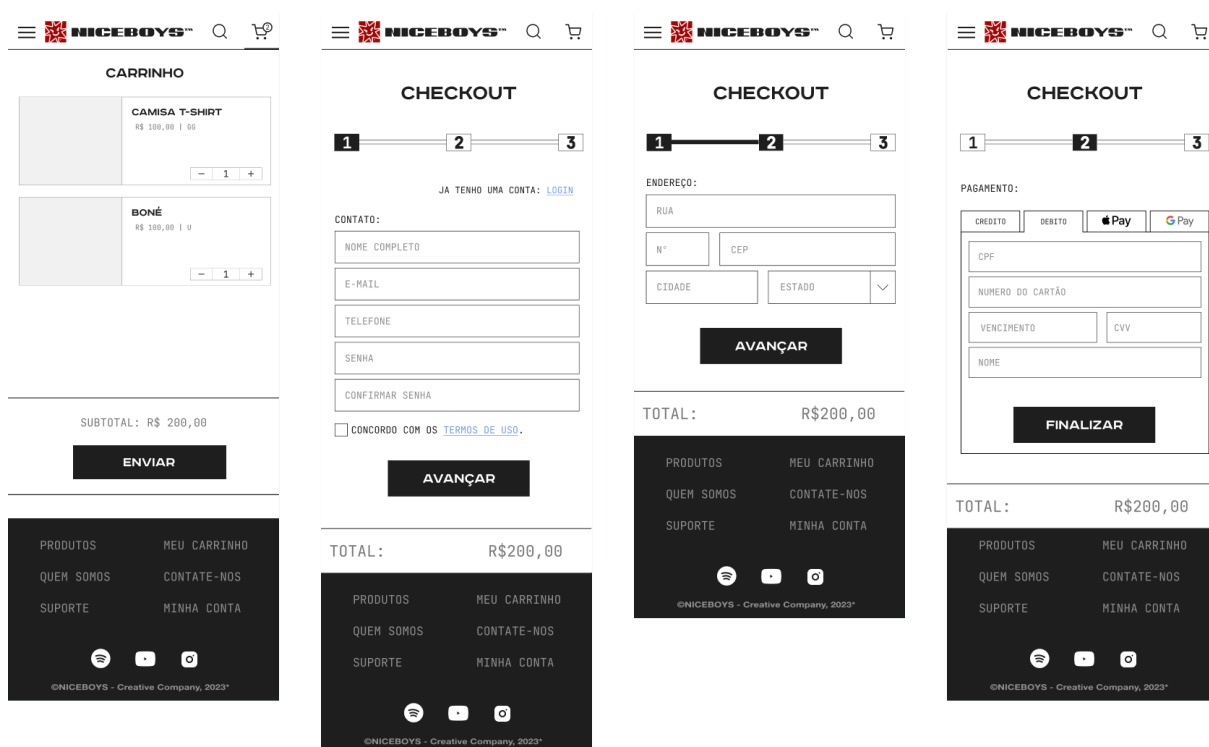 NICEBOYS™
2
CARRINHO
CAMISA T-SHIRT
R$ 100,00 | GG
− 1 +
BONÉ
R$ 100,00 | U
− 1 +
SUBTOTAL: R$ 200,00
ENVIAR
PRODUTOS MEU CARRINHO
QUEM SOMOS CONTATE-NOS
SUPORTE MINHA CONTA
©NICEBOYS - Creative Company, 2023*
NICEBOYS™
CHECKOUT
1 2 3
JA TENHO UMA CONTA: LOGIN
CONTATO:
NOME COMPLETO
E-MAIL
TELEFONE
SENHA
CONFIRMAR SENHA
CONCORDO COM OS TERMOS DE USO.
AVANÇAR
TOTAL: R$200,00
PRODUTOS MEU CARRINHO
QUEM SOMOS CONTATE-NOS
SUPORTE MINHA CONTA
©NICEBOYS - Creative Company, 2023*
NICEBOYS™
CHECKOUT
1 2 3
ENDEREÇO:
RUA
N° CEP
CIDADE ESTADO
AVANÇAR
TOTAL: R$200,00
PRODUTOS MEU CARRINHO
QUEM SOMOS CONTATE-NOS
SUPORTE MINHA CONTA
©NICEBOYS - Creative Company, 2023*
NICEBOYS™
CHECKOUT
1 2 3
PAGAMENTO:
CREDITO DEBITO Pay G Pay
CPF
NUMERO DO CARTÃO
VENCIMENTO CVV
NOME
FINALIZAR
TOTAL: R$200,00
PRODUTOS MEU CARRINHO
QUEM SOMOS CONTATE-NOS
SUPORTE MINHA CONTA
©NICEBOYS - Creative Company, 2023*